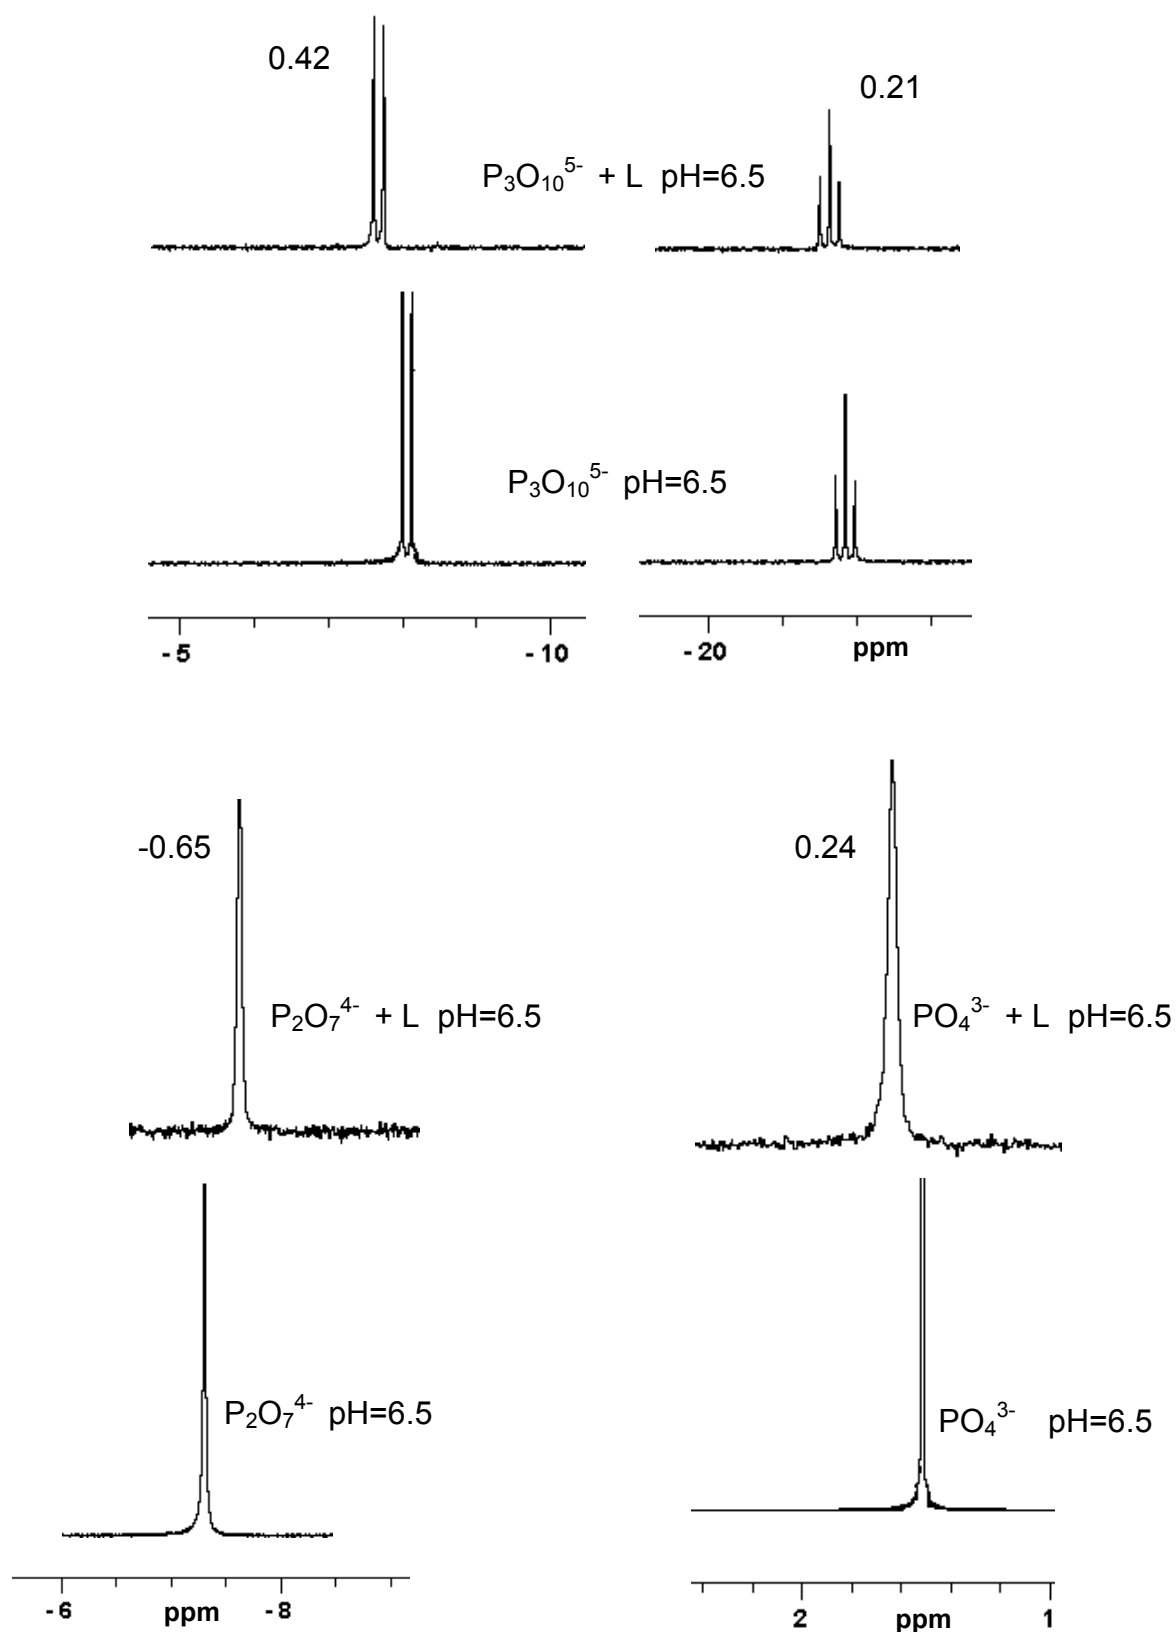 0.42
0.21
P₃O₁₀⁵⁻ + L pH=6.5
P₃O₁₀⁵⁻ pH=6.5
-5 -10 -20 ppm
-0.65
0.24
P₂O₇⁴⁻ + L pH=6.5
PO₄³⁻ + L pH=6.5
P₂O₇⁴⁻ pH=6.5
PO₄³⁻ pH=6.5
-6 ppm -8
2 ppm 1